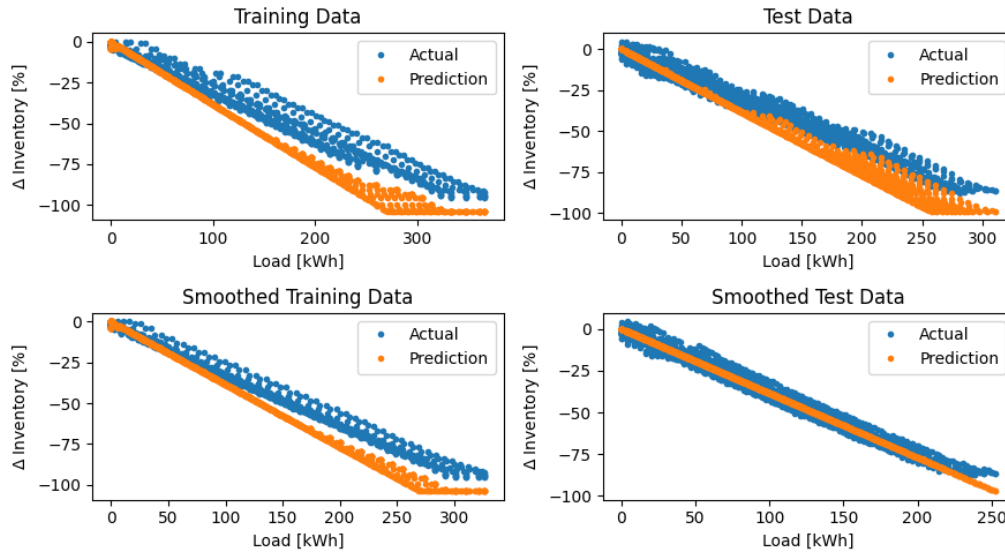 Training Data
Δ Inventory [%]
0
−25
−50
−75
−100
Actual
Prediction
0 100 200 300
Load [kWh]
Test Data
Δ Inventory [%]
0
−25
−50
−75
−100
Actual
Prediction
0 50 100 150 200 250 300
Load [kWh]
Smoothed Training Data
Δ Inventory [%]
0
−25
−50
−75
−100
Actual
Prediction
0 50 100 150 200 250 300
Load [kWh]
Smoothed Test Data
Δ Inventory [%]
0
−25
−50
−75
−100
Actual
Prediction
0 50 100 150 200 250
Load [kWh]